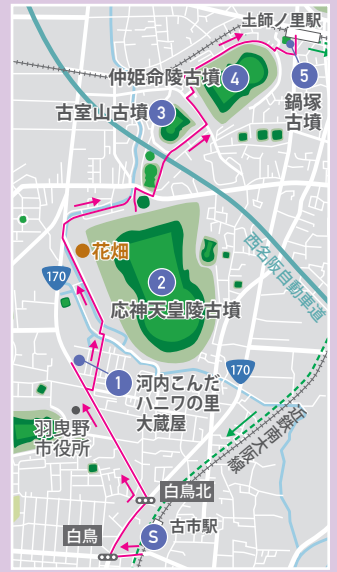 土師ノ里駅
仲姫命陵古墳
4
5
鍋塚
古墳
古室山古墳
3
西名阪自動車道
花畑
170
2
応神天皇陵古墳
170
1
河内こんだ
ハニワの里
大蔵屋
羽曳野
市役所
近鉄南大阪線
白鳥北
白鳥
S
古市駅